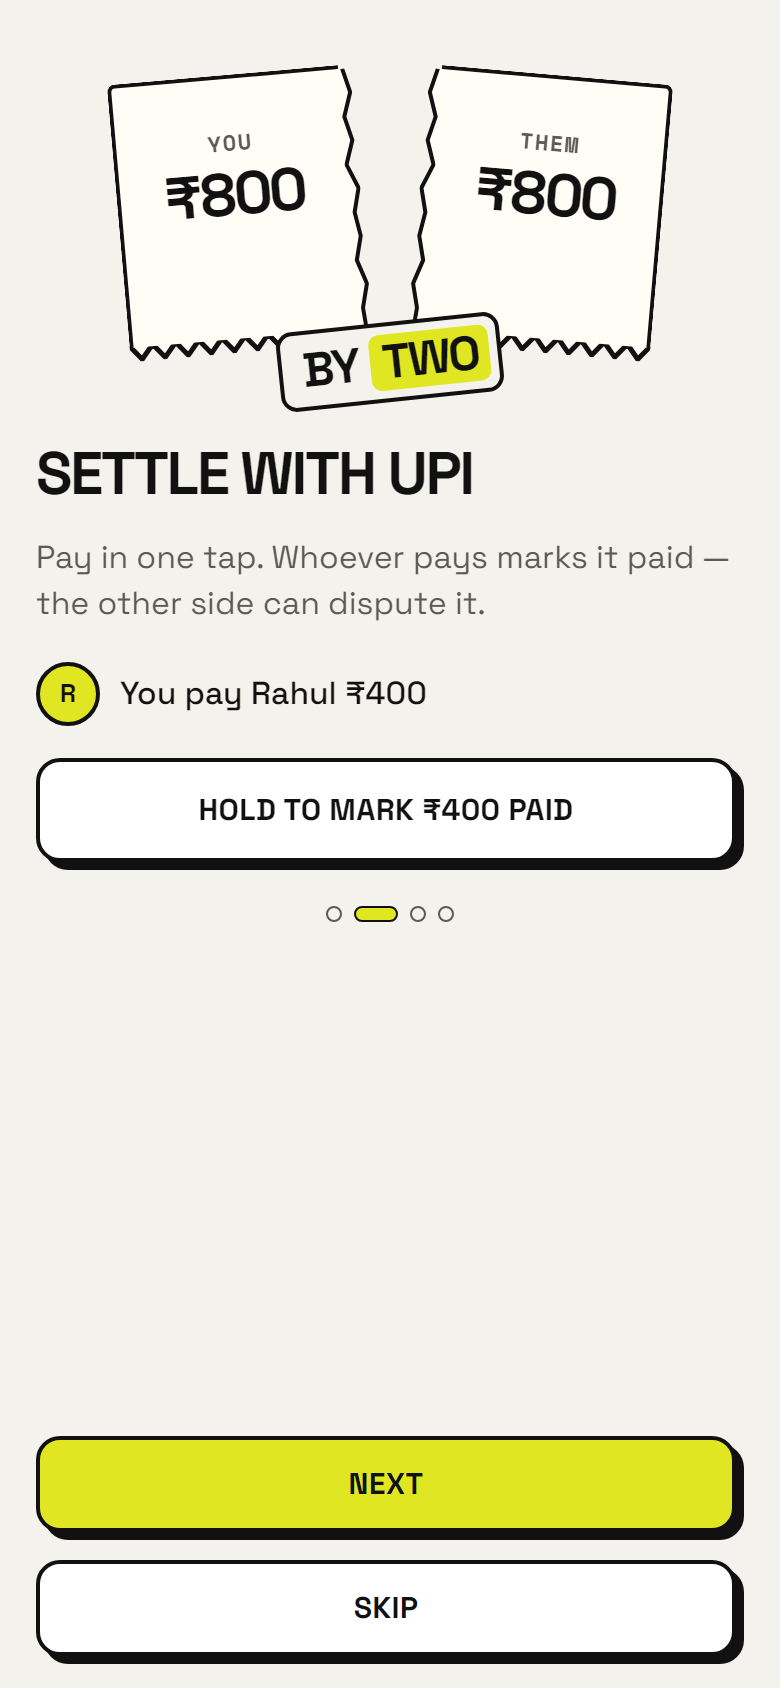 YOU
₹800
THEM
₹800
BY TWO
SETTLE WITH UPI
Pay in one tap. Whoever pays marks it paid —
the other side can dispute it.
R
You pay Rahul ₹400
HOLD TO MARK ₹400 PAID
NEXT
SKIP